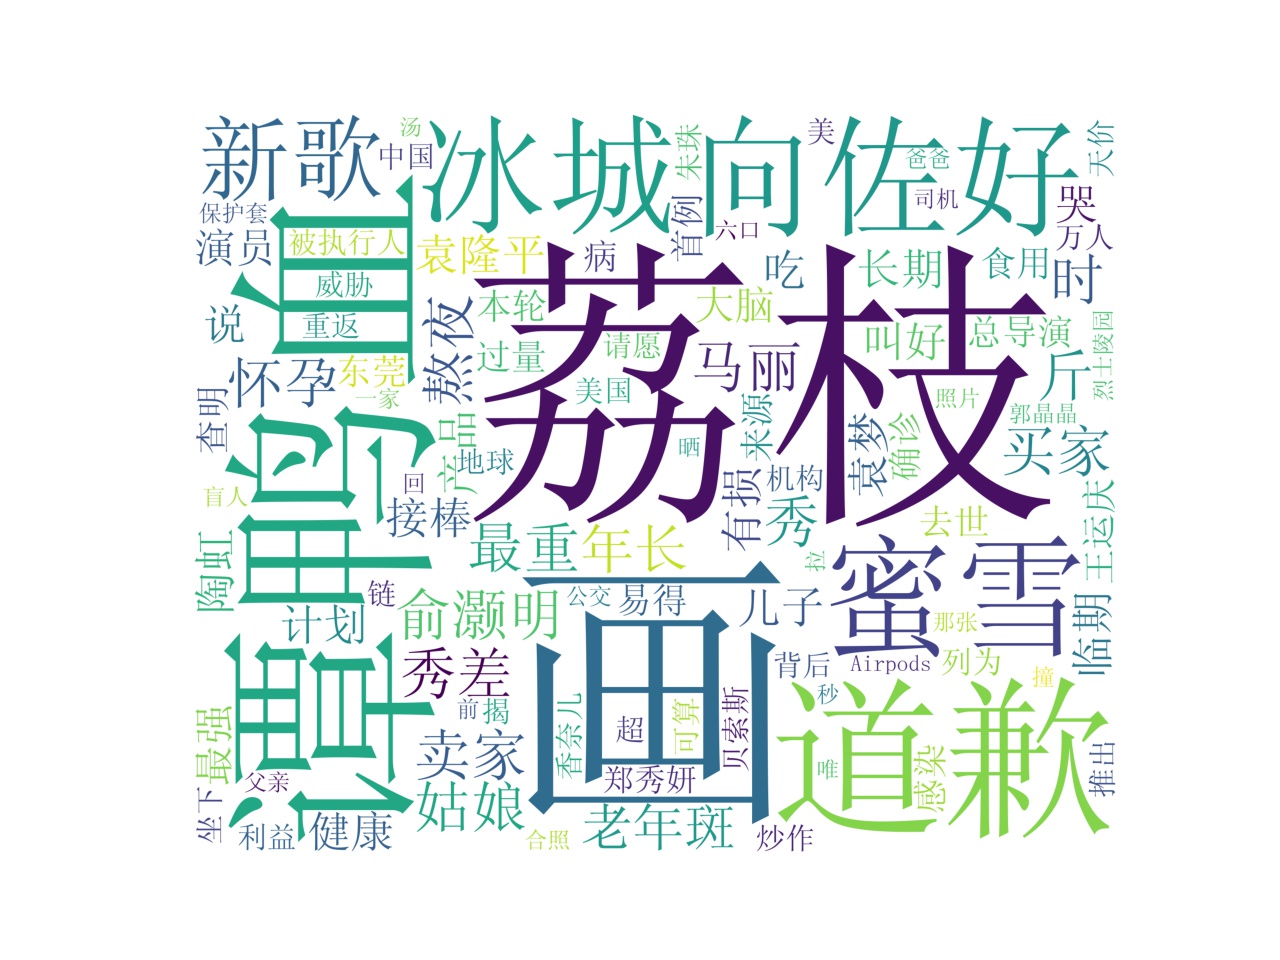 新歌
汤
中国
冰城
向佐
好
美
爸爸
司机
朱珠
天价
保护套
演员
被执行人
袁隆平
病
首例
六口
哭
万人
吃
长期
食用
时
威胁
重返
说
谭鸭血
荔枝
本轮
大脑
请愿
过量
叫好
总导演
烈士陵园
怀孕
东莞
一家
熬夜
马丽
美国
斤
照片
郭晶晶
查明
产品
地球
晒
来源
袁梦
确诊
买家
盲人
回
接棒
有损
机构
秀
去世
王运庆
陶虹
最重
年长
拉
蜜雪
链
计划
俞灏明
画
公交
易得
儿子
那张
临期
秀差
背后
Airpods
列为
撞
最强
前
揭
香奈儿
超
可算
贝索斯
秒
道歉
卖家
郑秀妍
唯
感染
推出
父亲
坐下
利益
健康
姑娘
合照
老年斑
炒作